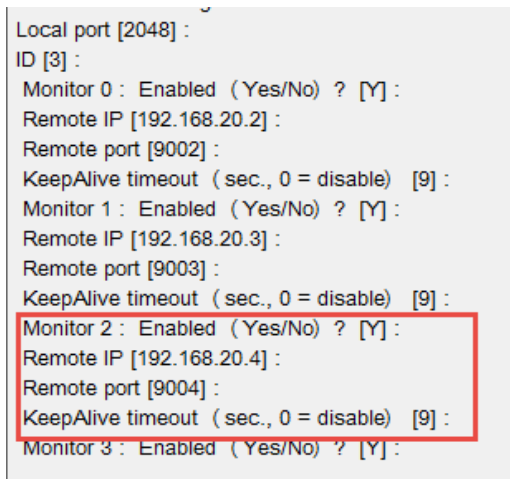 Local port [2048] :
ID [3] :
Monitor 0 : Enabled (Yes/No) ? [Y] :
Remote IP [192.168.20.2] :
Remote port [9002] :
KeepAlive timeout (sec., 0 = disable) [9] :
Monitor 1 : Enabled (Yes/No) ? [Y] :
Remote IP [192.168.20.3] :
Remote port [9003] :
KeepAlive timeout (sec., 0 = disable) [9] :
Monitor 2 : Enabled (Yes/No) ? [Y] :
Remote IP [192.168.20.4] :
Remote port [9004] :
KeepAlive timeout (sec., 0 = disable) [9] :
Monitor 3 : Enabled (Yes/No) ? [Y] :